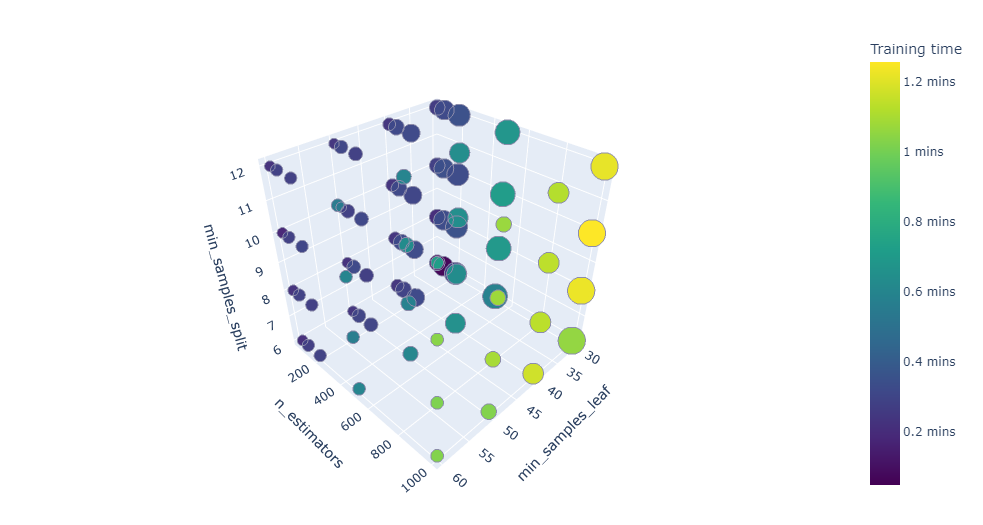 Training time
1.2 mins
1 mins
0.8 mins
0.6 mins
0.4 mins
0.2 mins
12
11
10
9
8
7
6
min_samples_split
200
400
600
800
1000
n_estimators
30
35
40
45
50
55
60
min_samples_leaf